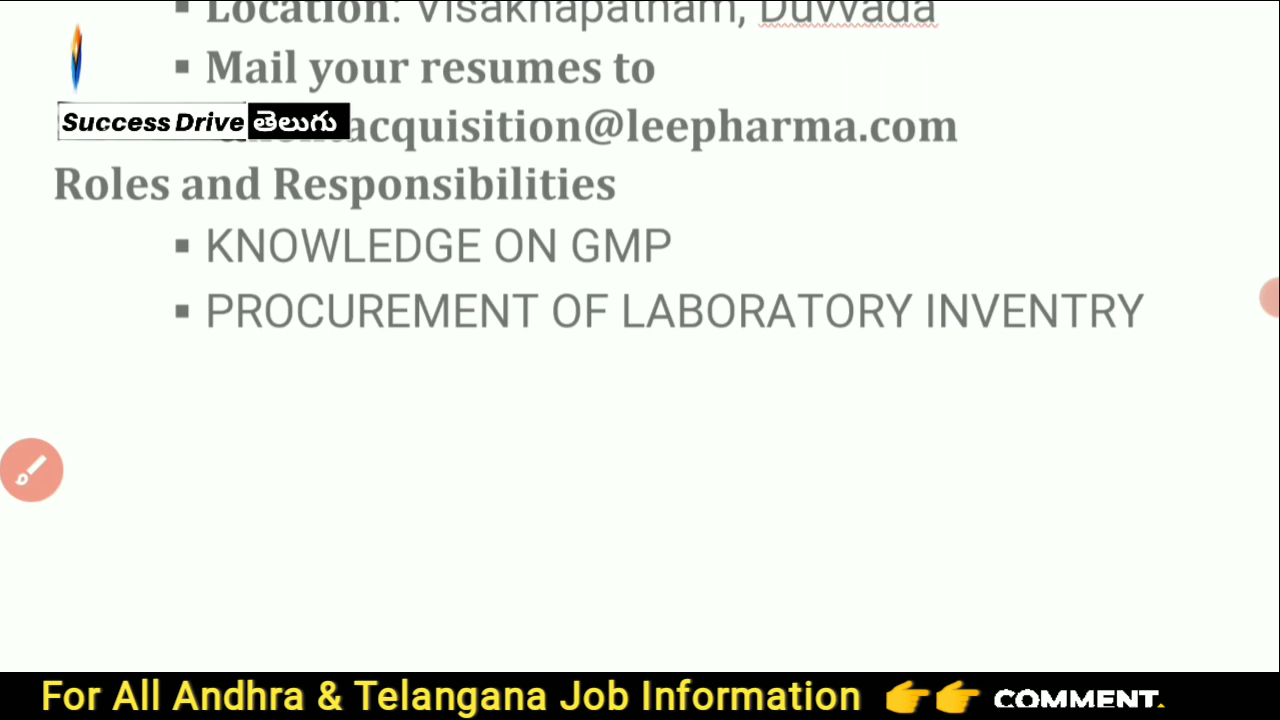 Location: Visakhapatnam, Duvvada
Mail your resumes to
Success Drive తెలుగు
acquisition@leepharma.com
Roles and Responsibilities
KNOWLEDGE ON GMP
PROCUREMENT OF LABORATORY INVENTRY
For All Andhra & Telangana Job Information 👉👉 COMMENT.